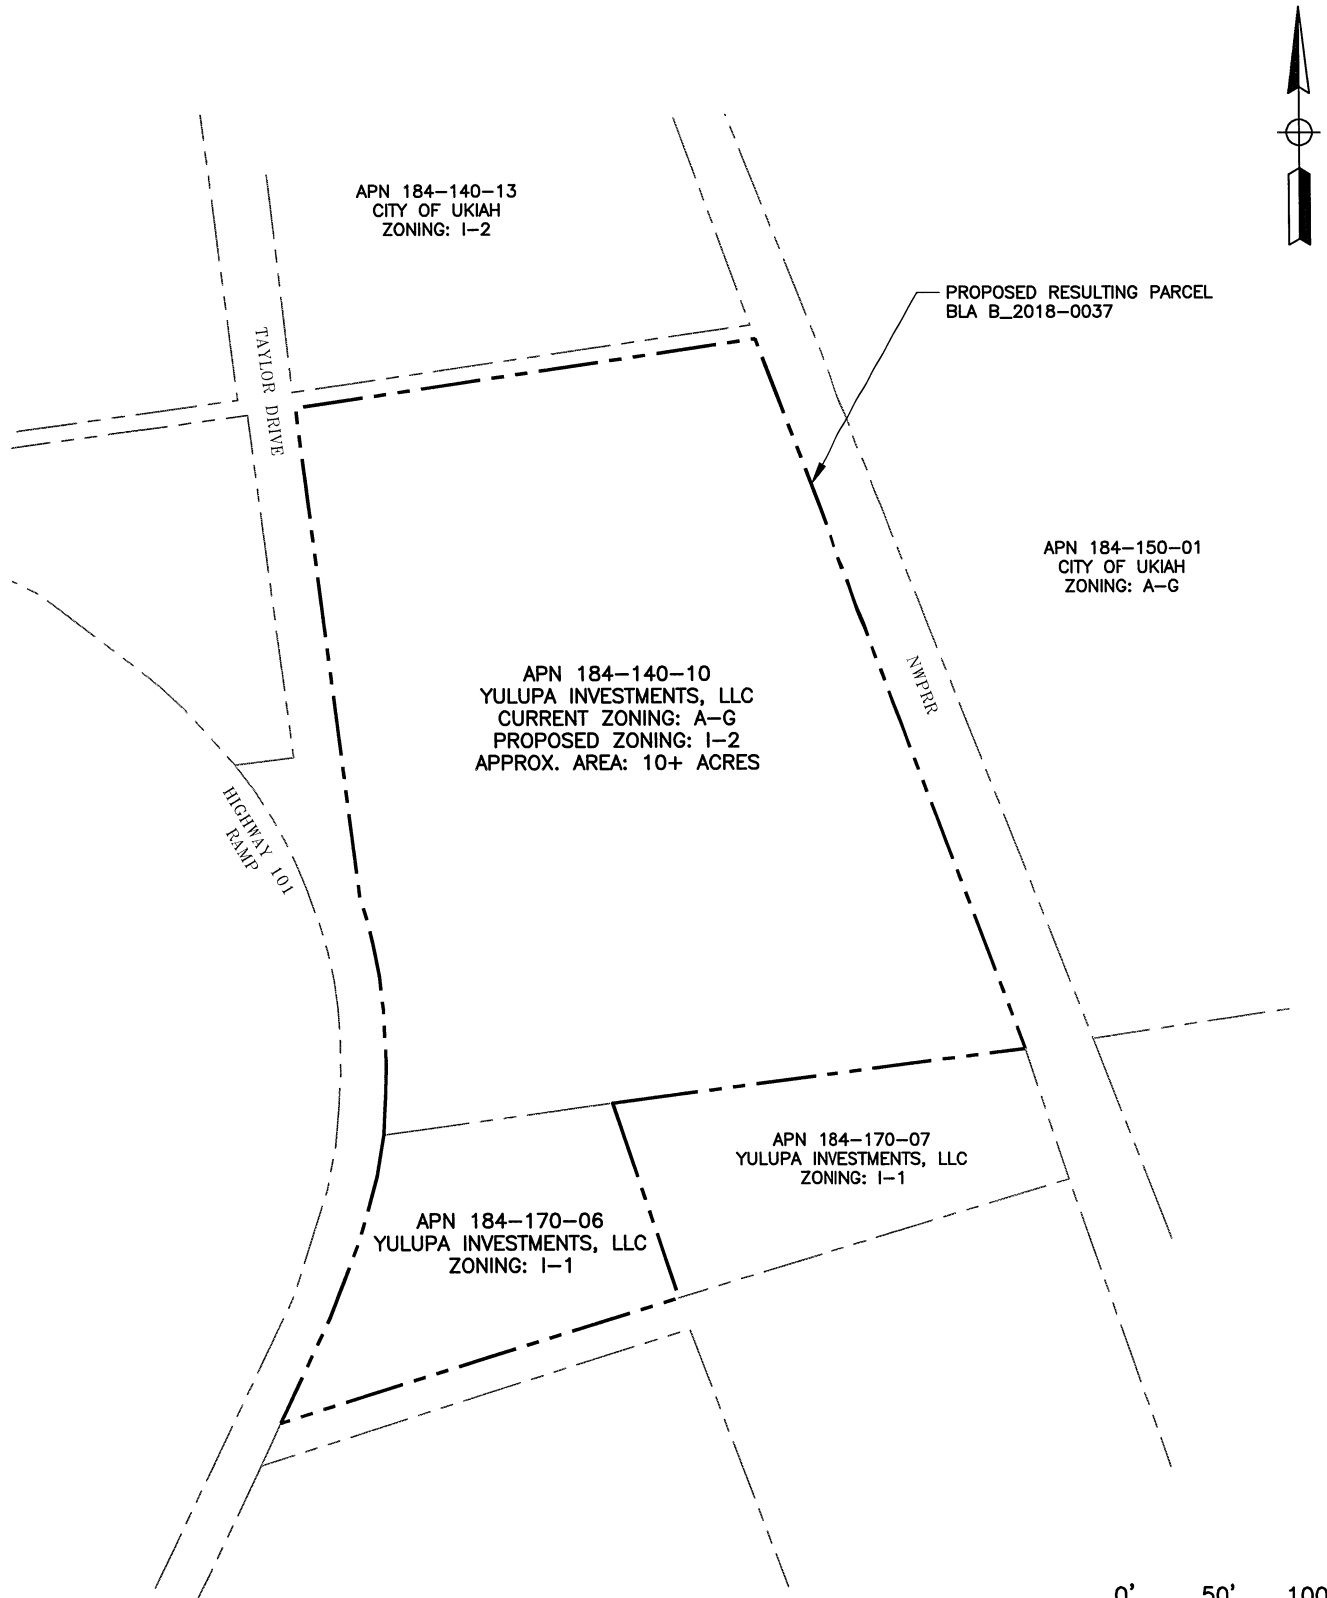 APN 184-140-13
CITY OF UKIAH
ZONING: I-2
PROPOSED RESULTING PARCEL
BLA B_2018-0037
TAYLOR DRIVE
APN 184-150-01
CITY OF UKIAH
ZONING: A-G
APN 184-140-10
YULUPA INVESTMENTS, LLC
CURRENT ZONING: A-G
PROPOSED ZONING: I-2
APPROX. AREA: 10+ ACRES
NWPRR
HIGHWAY 101
RAMP
APN 184-170-07
YULUPA INVESTMENTS, LLC
ZONING: I-1
APN 184-170-06
YULUPA INVESTMENTS, LLC
ZONING: I-1
0' 50' 100